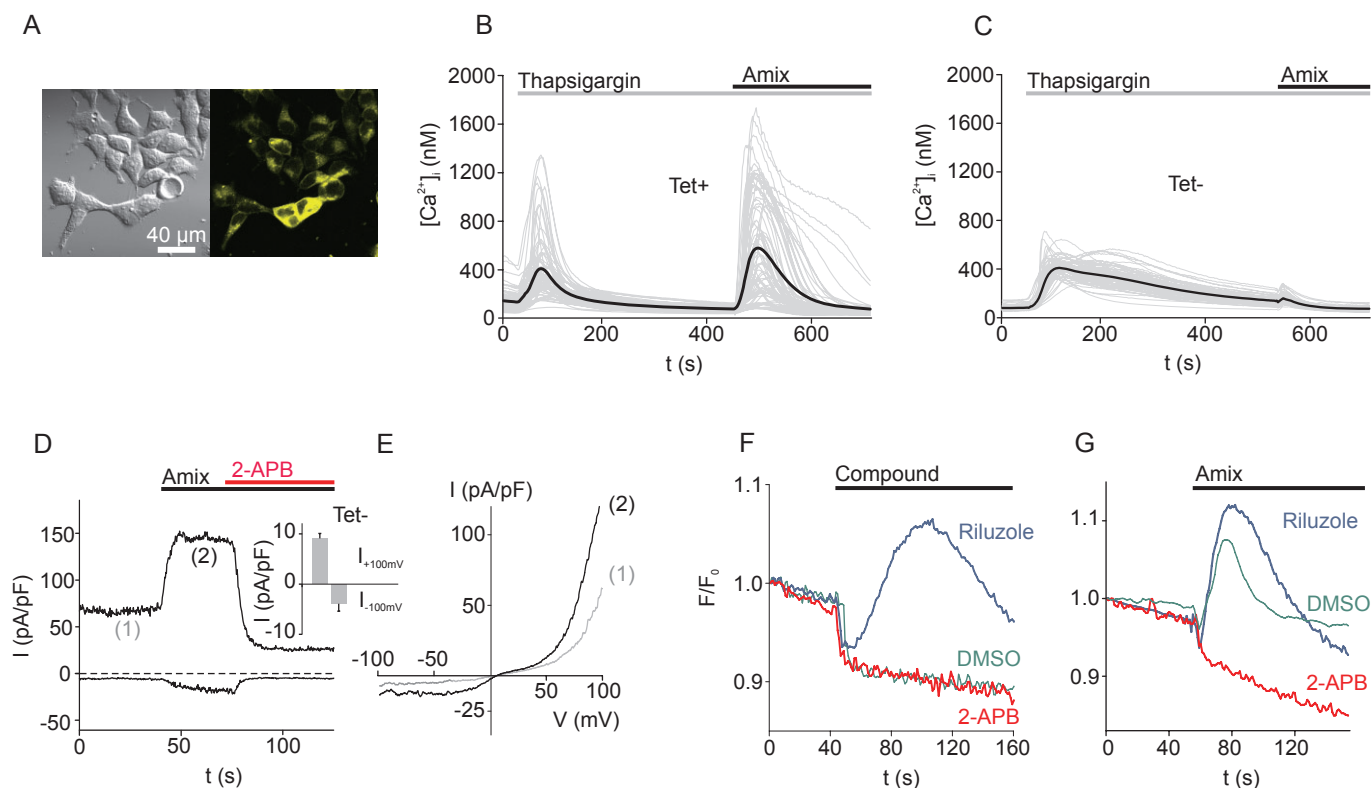 A
40 µm
B
2000
1600
1200
800
400
0
[Ca²⁺]ᵢ (nM)
Thapsigargin
Amix
Tet+
0
200
400
600
t (s)
C
2000
1600
1200
800
400
0
[Ca²⁺]ᵢ (nM)
Thapsigargin
Amix
Tet-
0
200
400
600
t (s)
D
Amix
2-APB
150
100
50
0
-50
I (pA/pF)
(1)
(2)
Tet-
10
0
-10
I (pA/pF)
I₊₁₀₀mV
I₋₁₀₀mV
0
50
100
t (s)
E
I (pA/pF)
100
50
-25
-100
-50
50
100
V (mV)
(2)
(1)
F
Compound
1.1
1.0
0.9
F/F₀
Riluzole
DMSO
2-APB
0
40
80
120
160
t (s)
G
Amix
1.1
1.0
0.9
Riluzole
DMSO
2-APB
0
40
80
120
t (s)